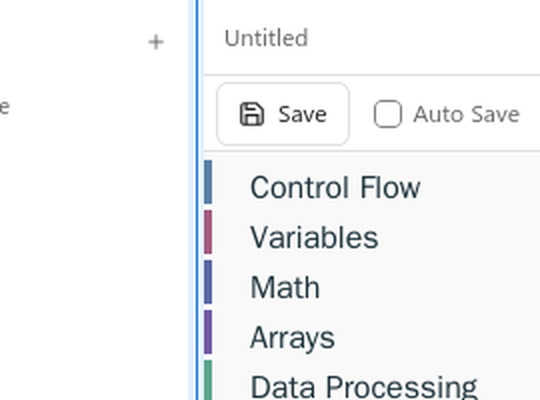 +
Untitled
e
Save
Auto Save
Control Flow
Variables
Math
Arrays
Data Processing